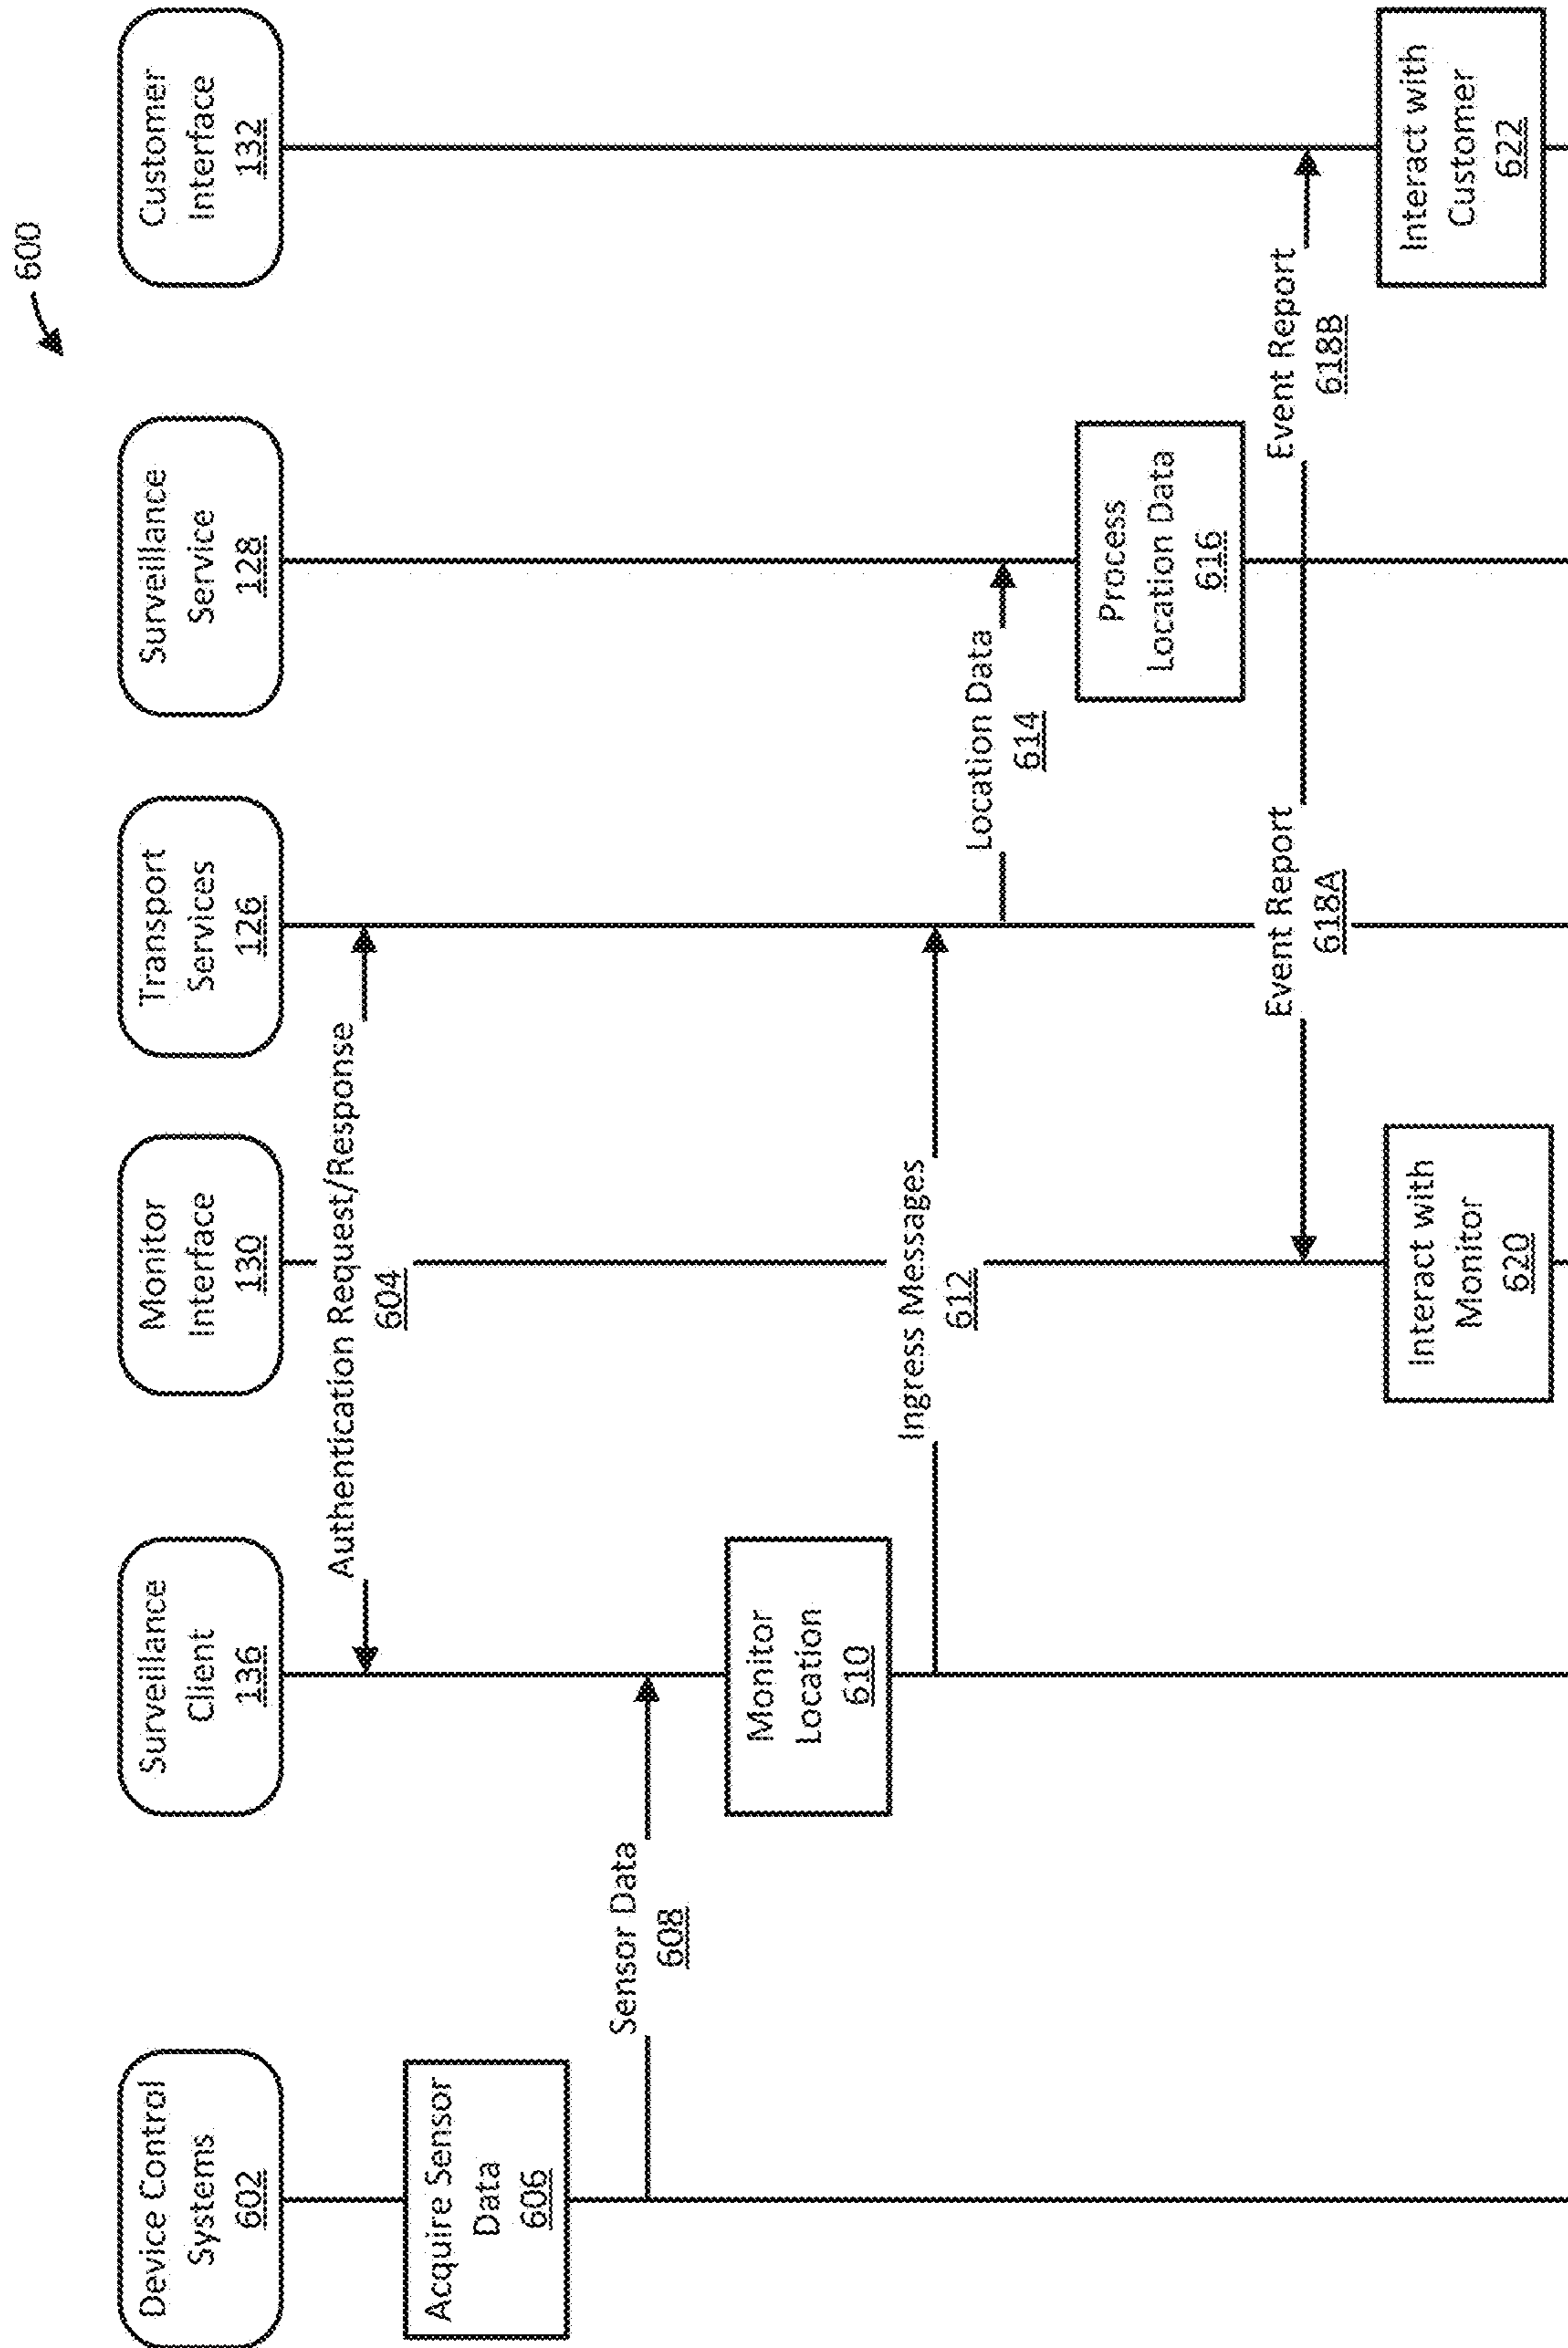 600
Device Control
Systems
602
Surveillance
Client
136
Monitor
Interface
130
Transport
Services
126
Surveillance
Service
128
Customer
Interface
132
Authentication Request/Response
604
Acquire Sensor
Data
606
Sensor Data
608
Monitor
Location
610
Ingress Messages
612
Location Data
614
Process
Location Data
616
Event Report
618A
Event Report
618B
Interact with
Monitor
620
Interact with
Customer
622